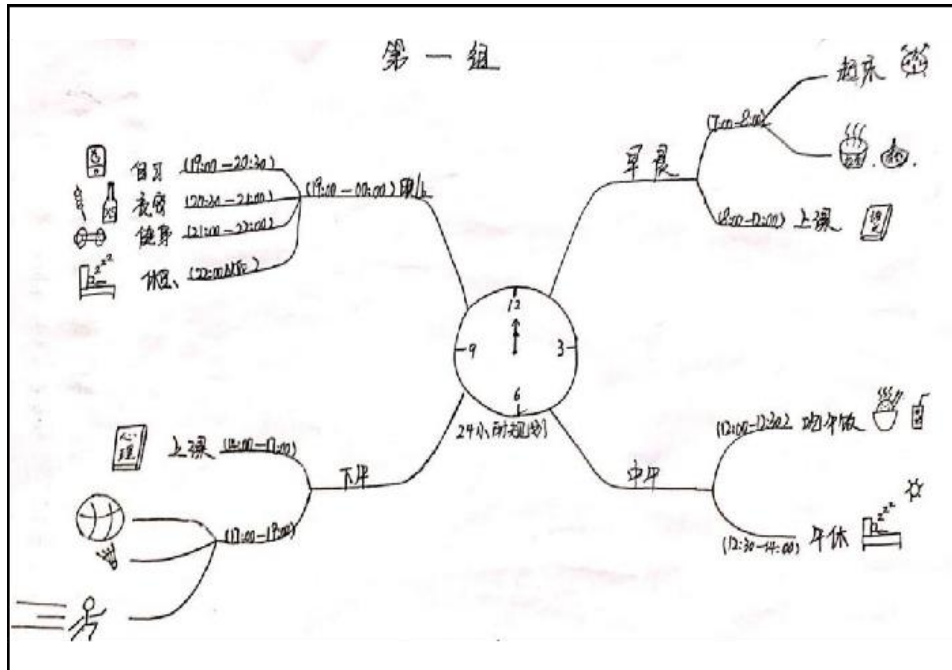 第一组
起床
(7:00-8:00)
早晨
(8:00-12:00) 上课
自习 (19:00-20:30)
夜宵 (20:30-21:00)
健身 (21:00-22:00)
休息 (22:00
(19:00-00:00) 晚上
12
9
3
6
24小时规划
心理
上课 (14:00-17:00)
下午
(17:00-19:00)
(12:00-12:30) 吃午饭
中午
(12:30-14:00) 午休